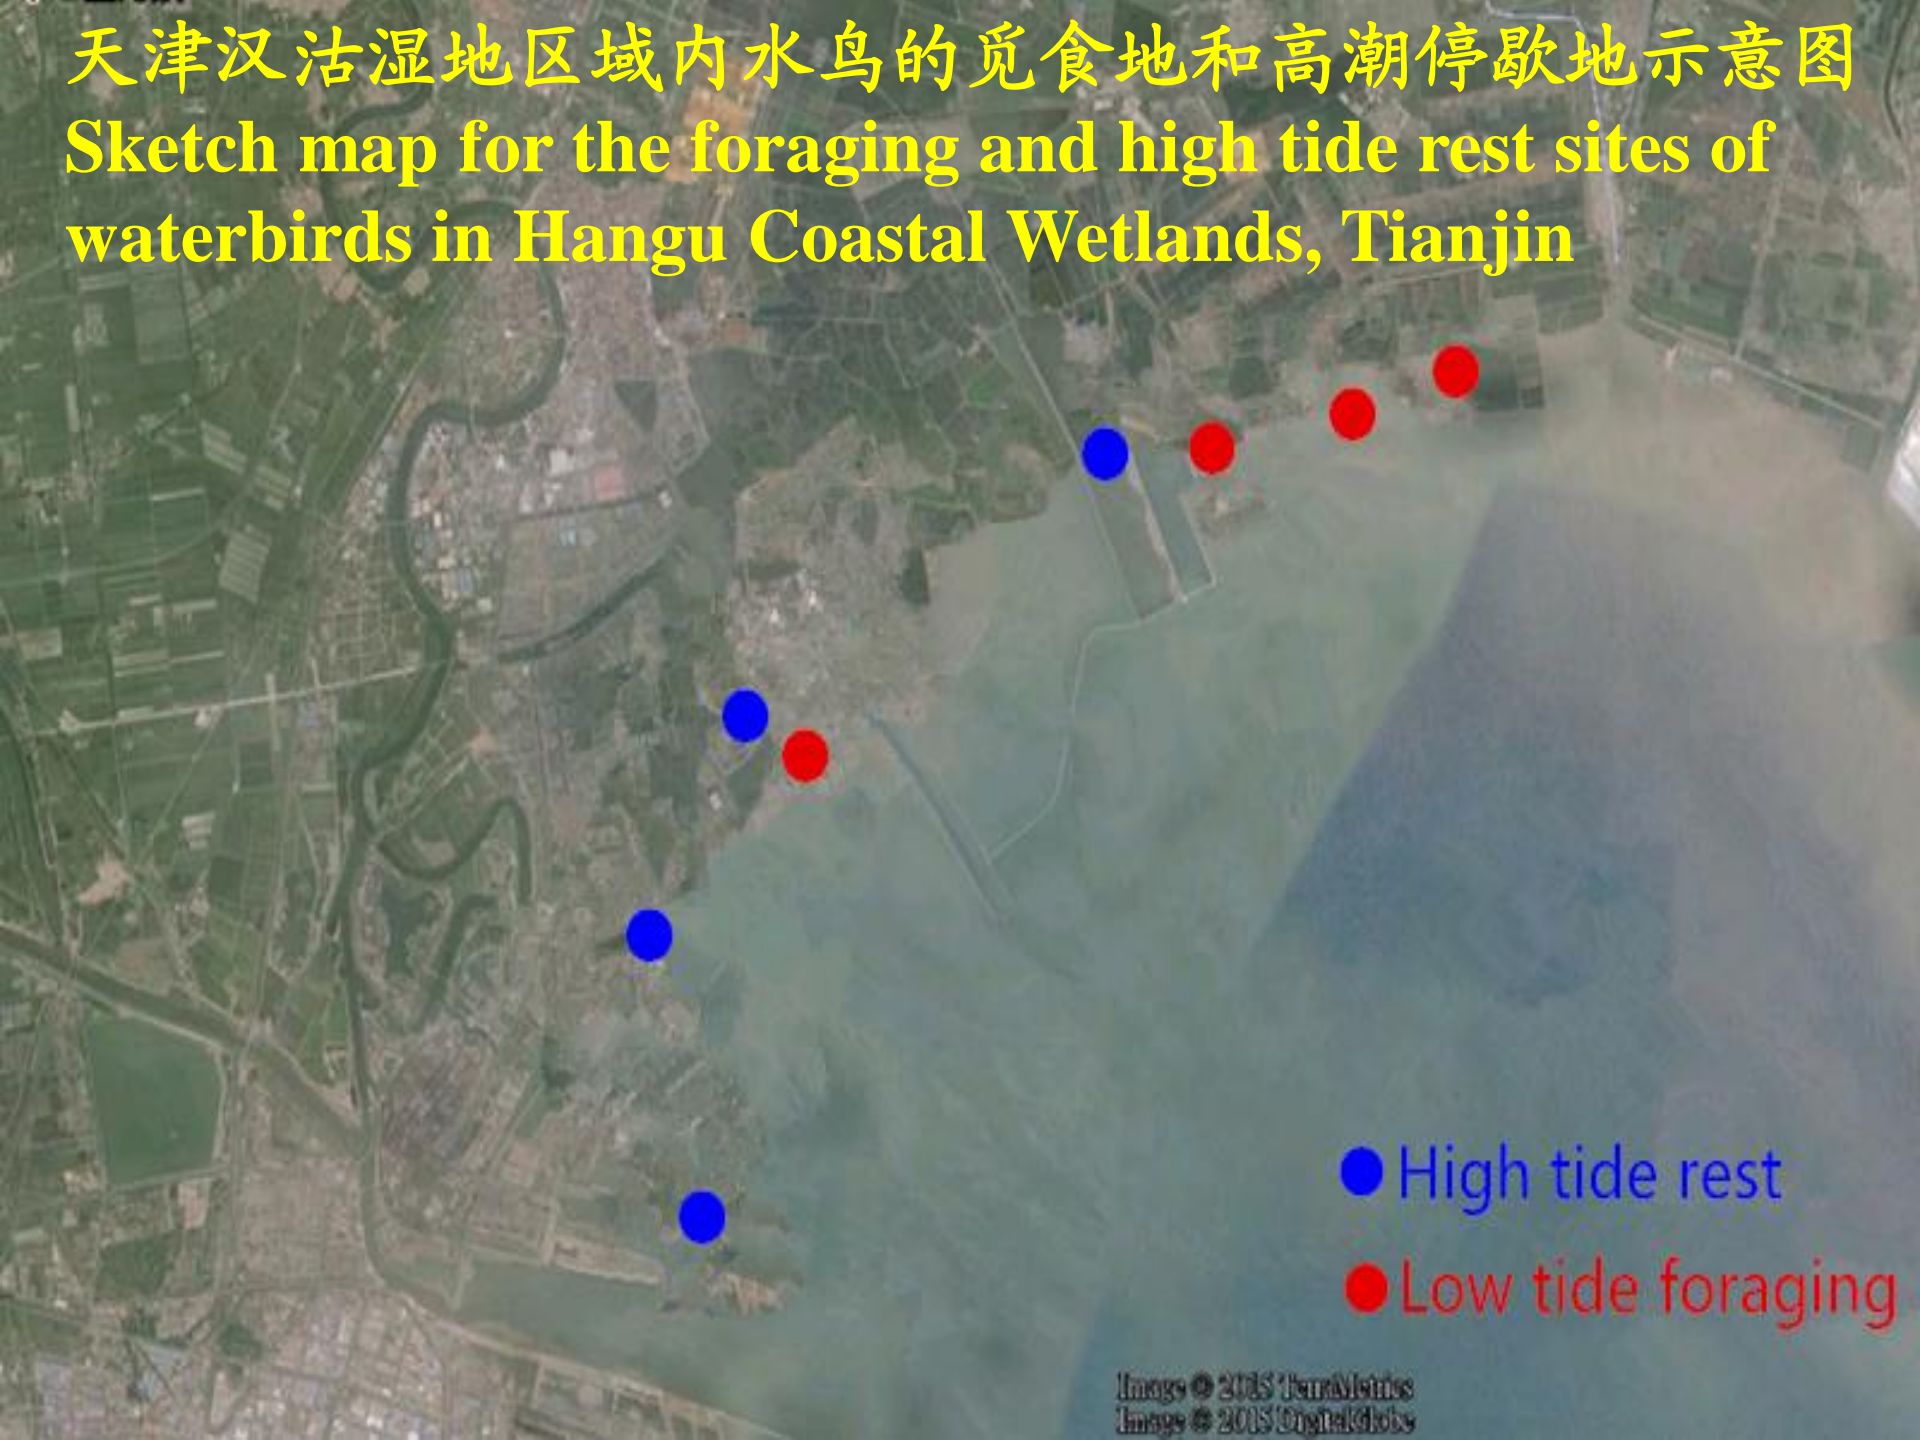 天津汉沽湿地区域内水鸟的觅食地和高潮停歇地示意图
Sketch map for the foraging and high tide rest sites of
waterbirds in Hangu Coastal Wetlands, Tianjin
High tide rest
Low tide foraging
Image © 2015 TerraMetrics
Image © 2015 DigitalGlobe